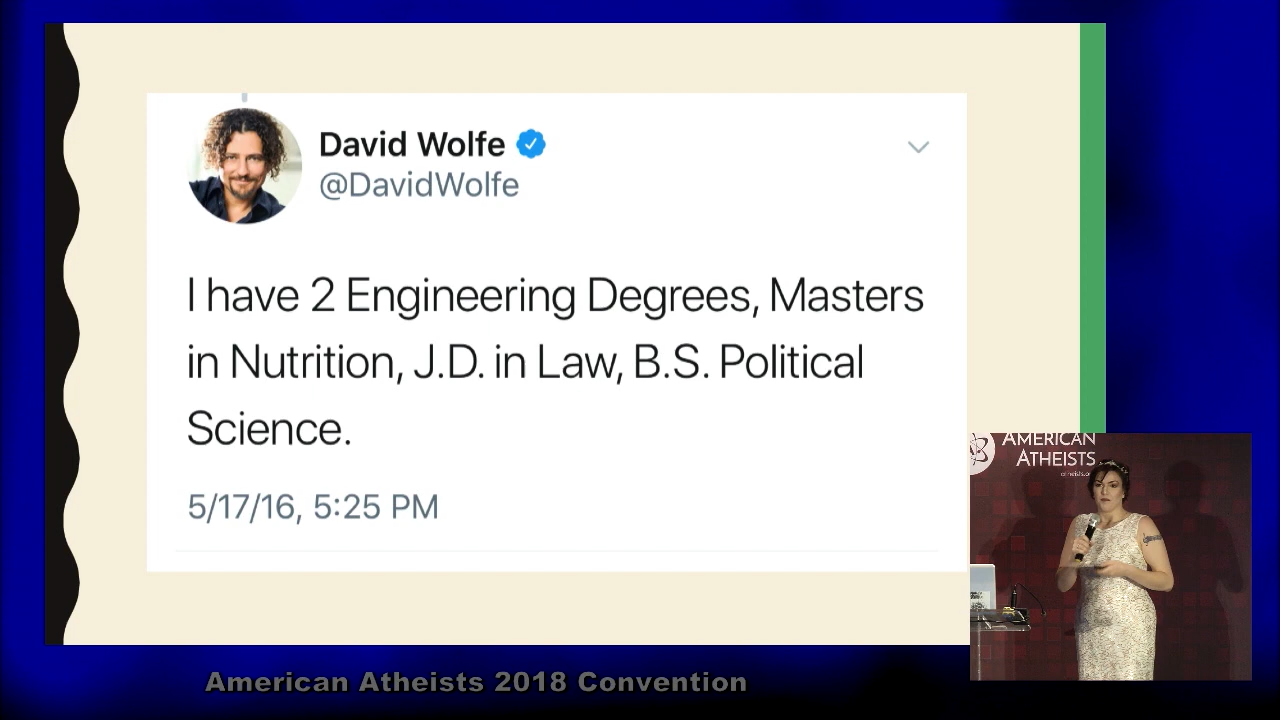 David Wolfe
@DavidWolfe
I have 2 Engineering Degrees, Masters
in Nutrition, J.D. in Law, B.S. Political
Science.
5/17/16, 5:25 PM
AMERICAN
ATHEISTS
American Atheists 2018 Convention